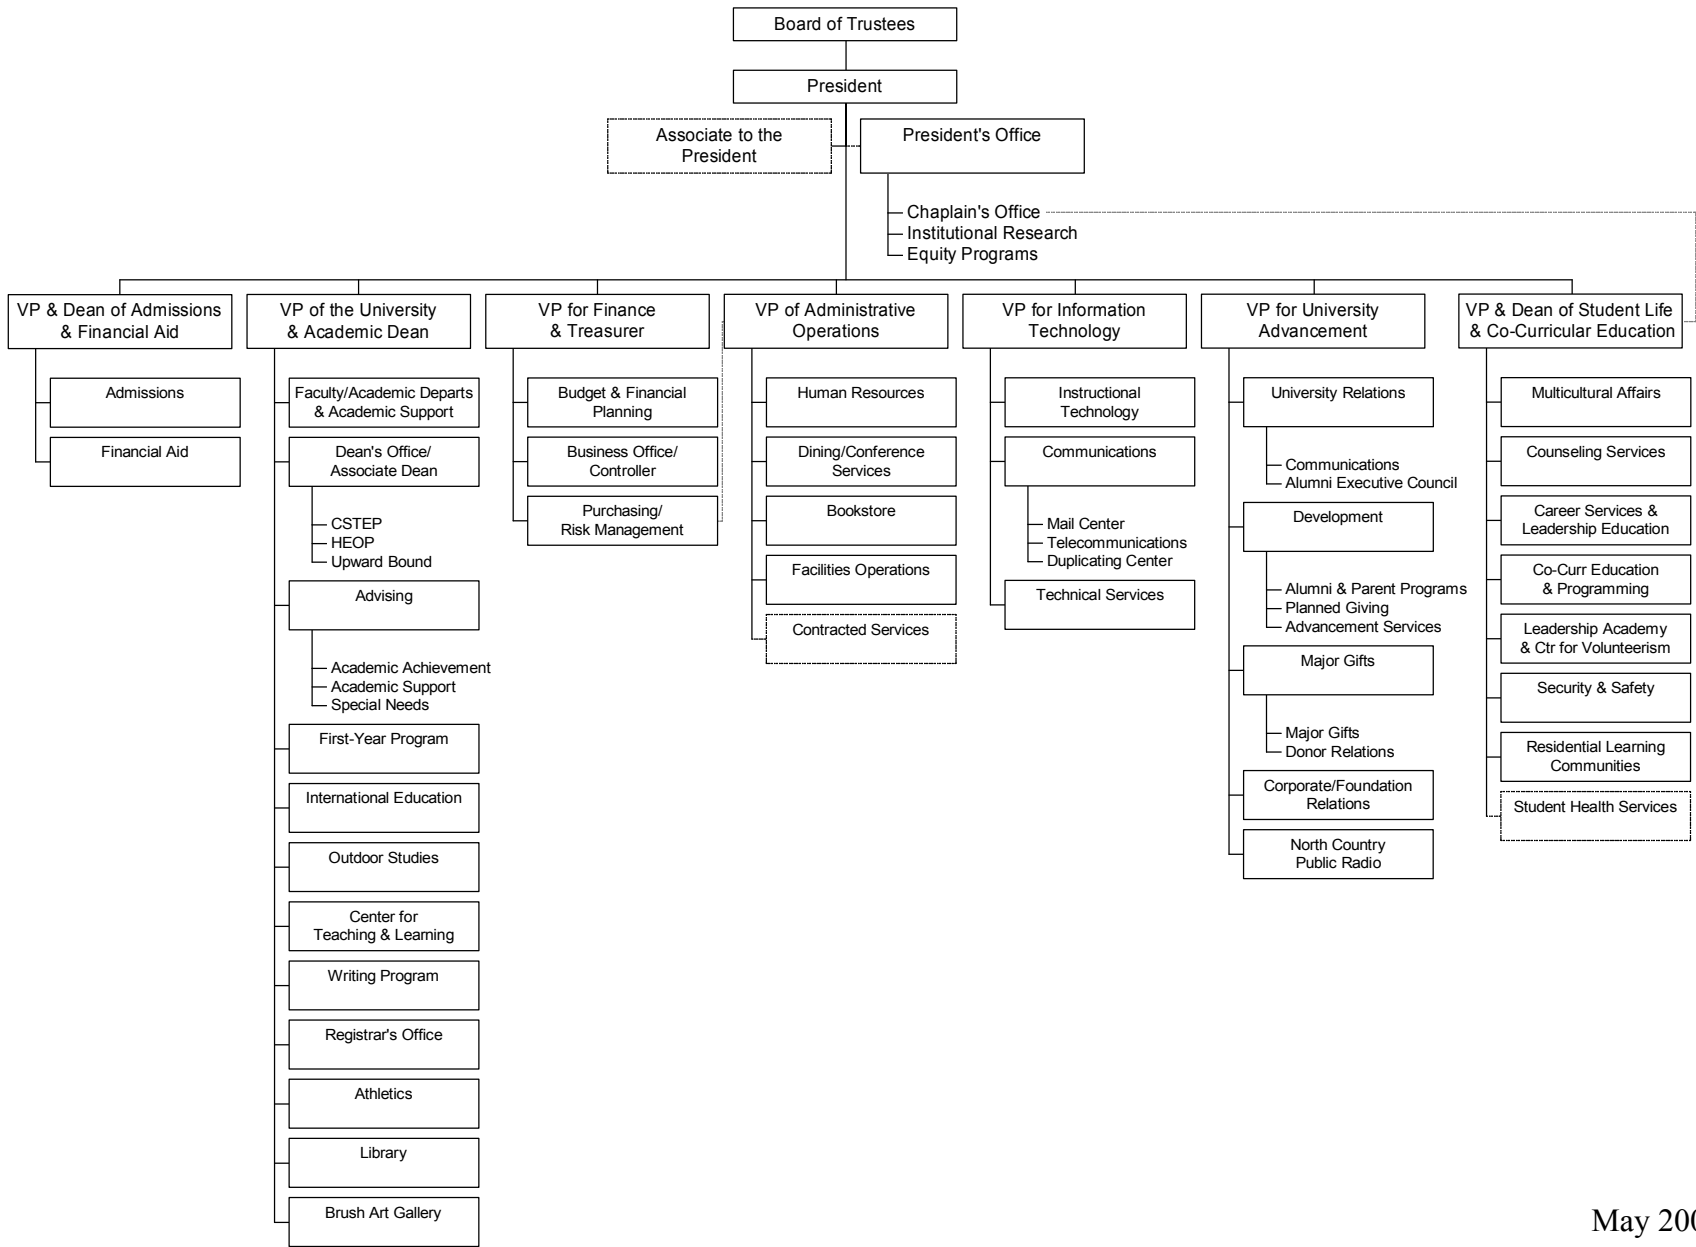 Board of Trustees
President
Associate to the
President
President's Office
Chaplain's Office
Institutional Research
Equity Programs
VP & Dean of Admissions
& Financial Aid
Admissions
Financial Aid
VP of the University
& Academic Dean
Faculty/Academic Departs
& Academic Support
Dean's Office/
Associate Dean
CSTEP
HEOP
Upward Bound
Advising
Academic Achievement
Academic Support
Special Needs
First-Year Program
International Education
Outdoor Studies
Center for
Teaching & Learning
Writing Program
Registrar's Office
Athletics
Library
Brush Art Gallery
VP for Finance
& Treasurer
Budget & Financial
Planning
Business Office/
Controller
Purchasing/
Risk Management
VP of Administrative
Operations
Human Resources
Dining/Conference
Services
Bookstore
Facilities Operations
Contracted Services
VP for Information
Technology
Instructional
Technology
Communications
Mail Center
Telecommunications
Duplicating Center
Technical Services
VP for University
Advancement
University Relations
Communications
Alumni Executive Council
Development
Alumni & Parent Programs
Planned Giving
Advancement Services
Major Gifts
Major Gifts
Donor Relations
Corporate/Foundation
Relations
North Country
Public Radio
VP & Dean of Student Life
& Co-Curricular Education
Multicultural Affairs
Counseling Services
Career Services &
Leadership Education
Co-Curr Education
& Programming
Leadership Academy
& Ctr for Volunteerism
Security & Safety
Residential Learning
Communities
Student Health Services
May